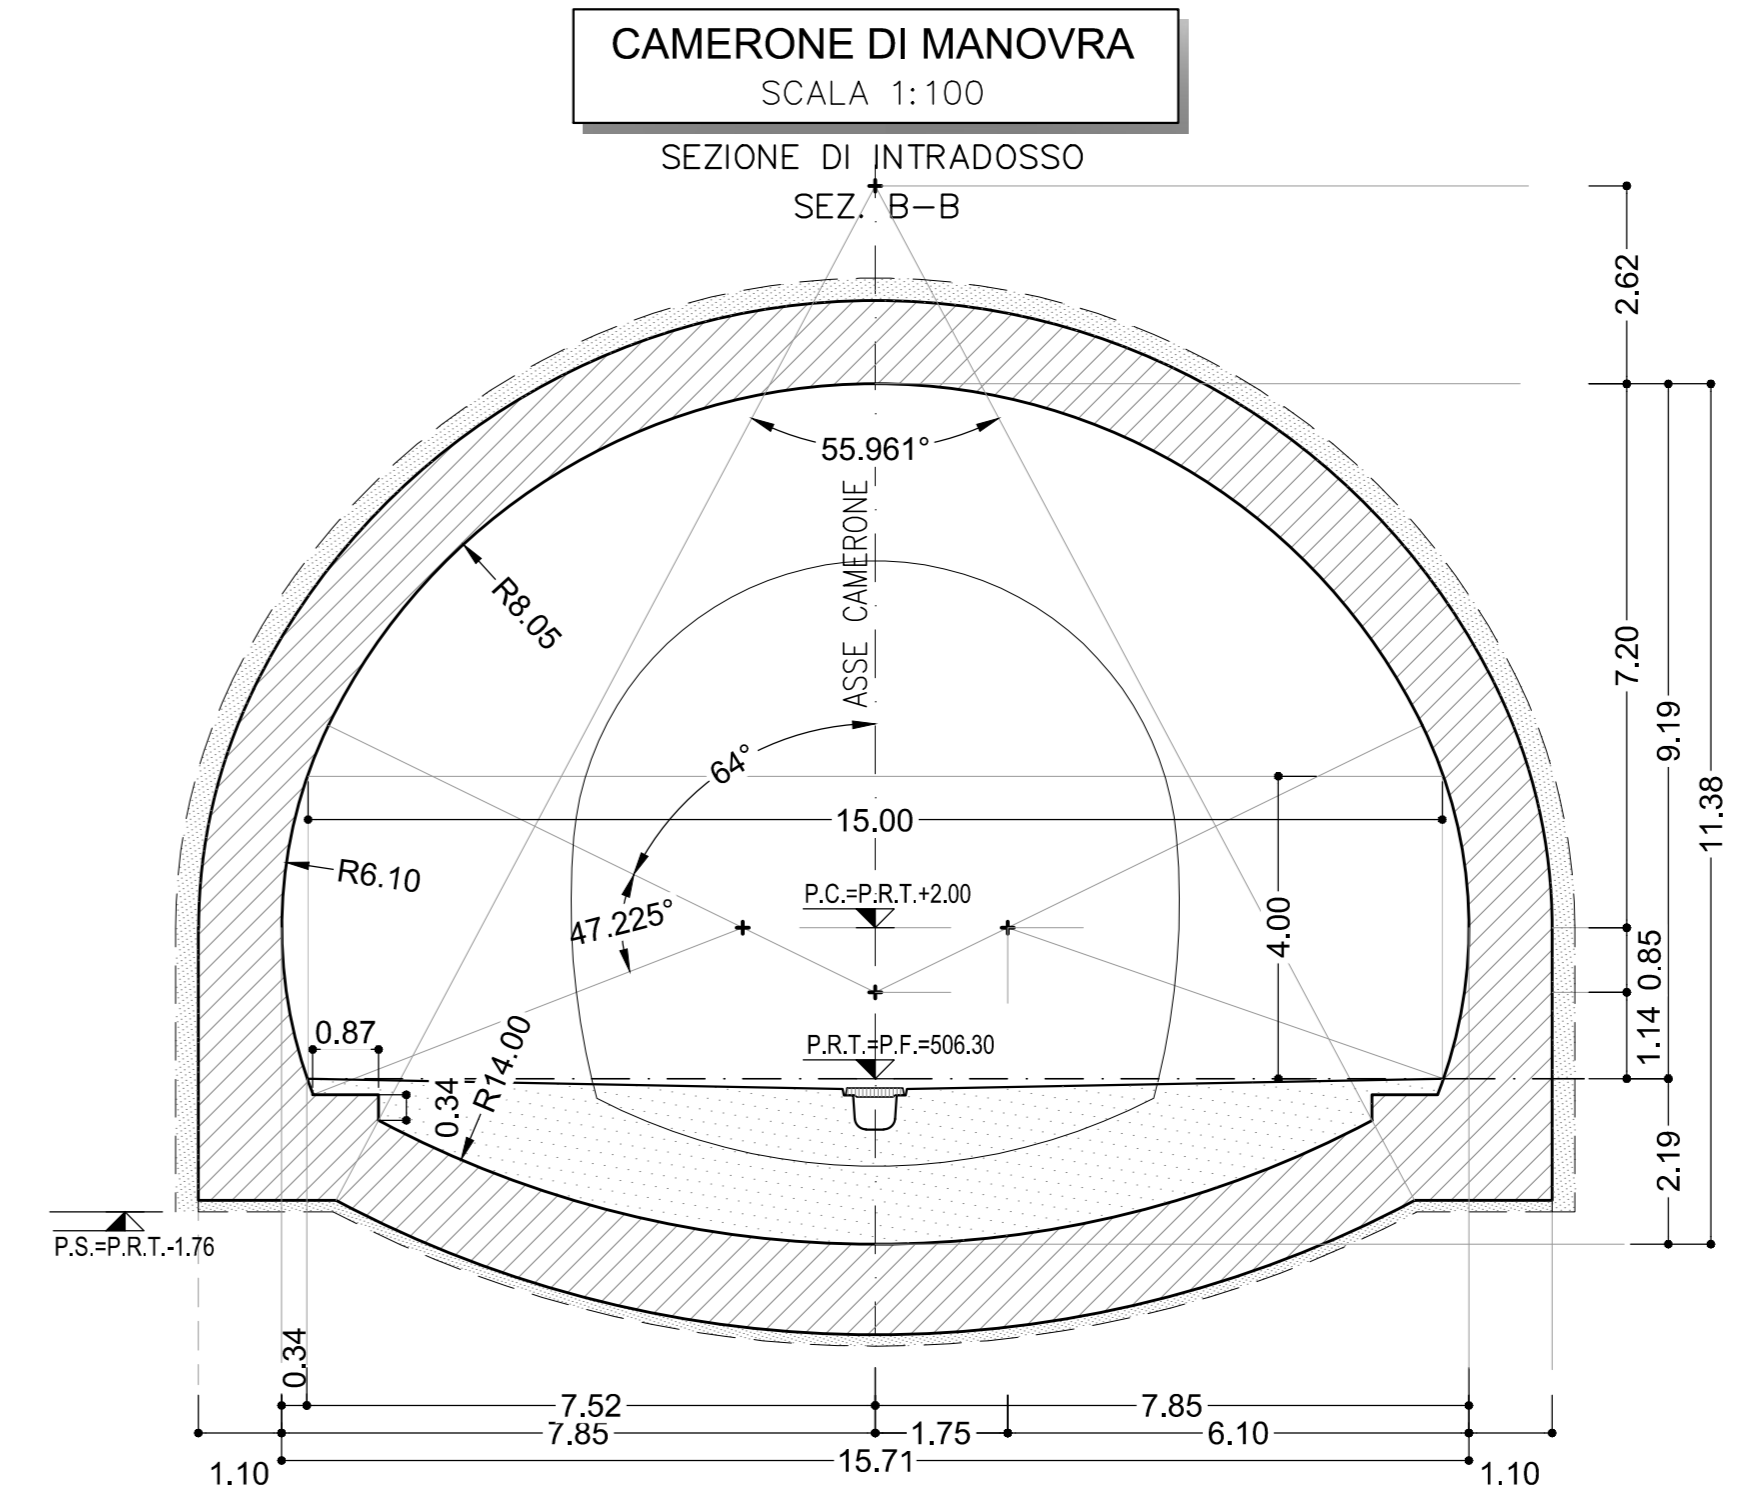 CAMERONE DI MANOVRA
SCALA 1:100
SEZIONE DI INTRADOSSO
SEZ. B-B
2.62
55.961°
ASSE CAMERONE
R8.05
7.20
9.19
11.38
64°
15.00
R6.10
P.C.=P.R.T.+2.00
47.225°
4.00
0.85
1.14
0.87
P.R.T.=P.F.=506.30
R14.00
0.34
2.19
P.S.=P.R.T.-1.76
0.34
7.52
7.85
7.85
1.75
6.10
15.71
1.10
1.10